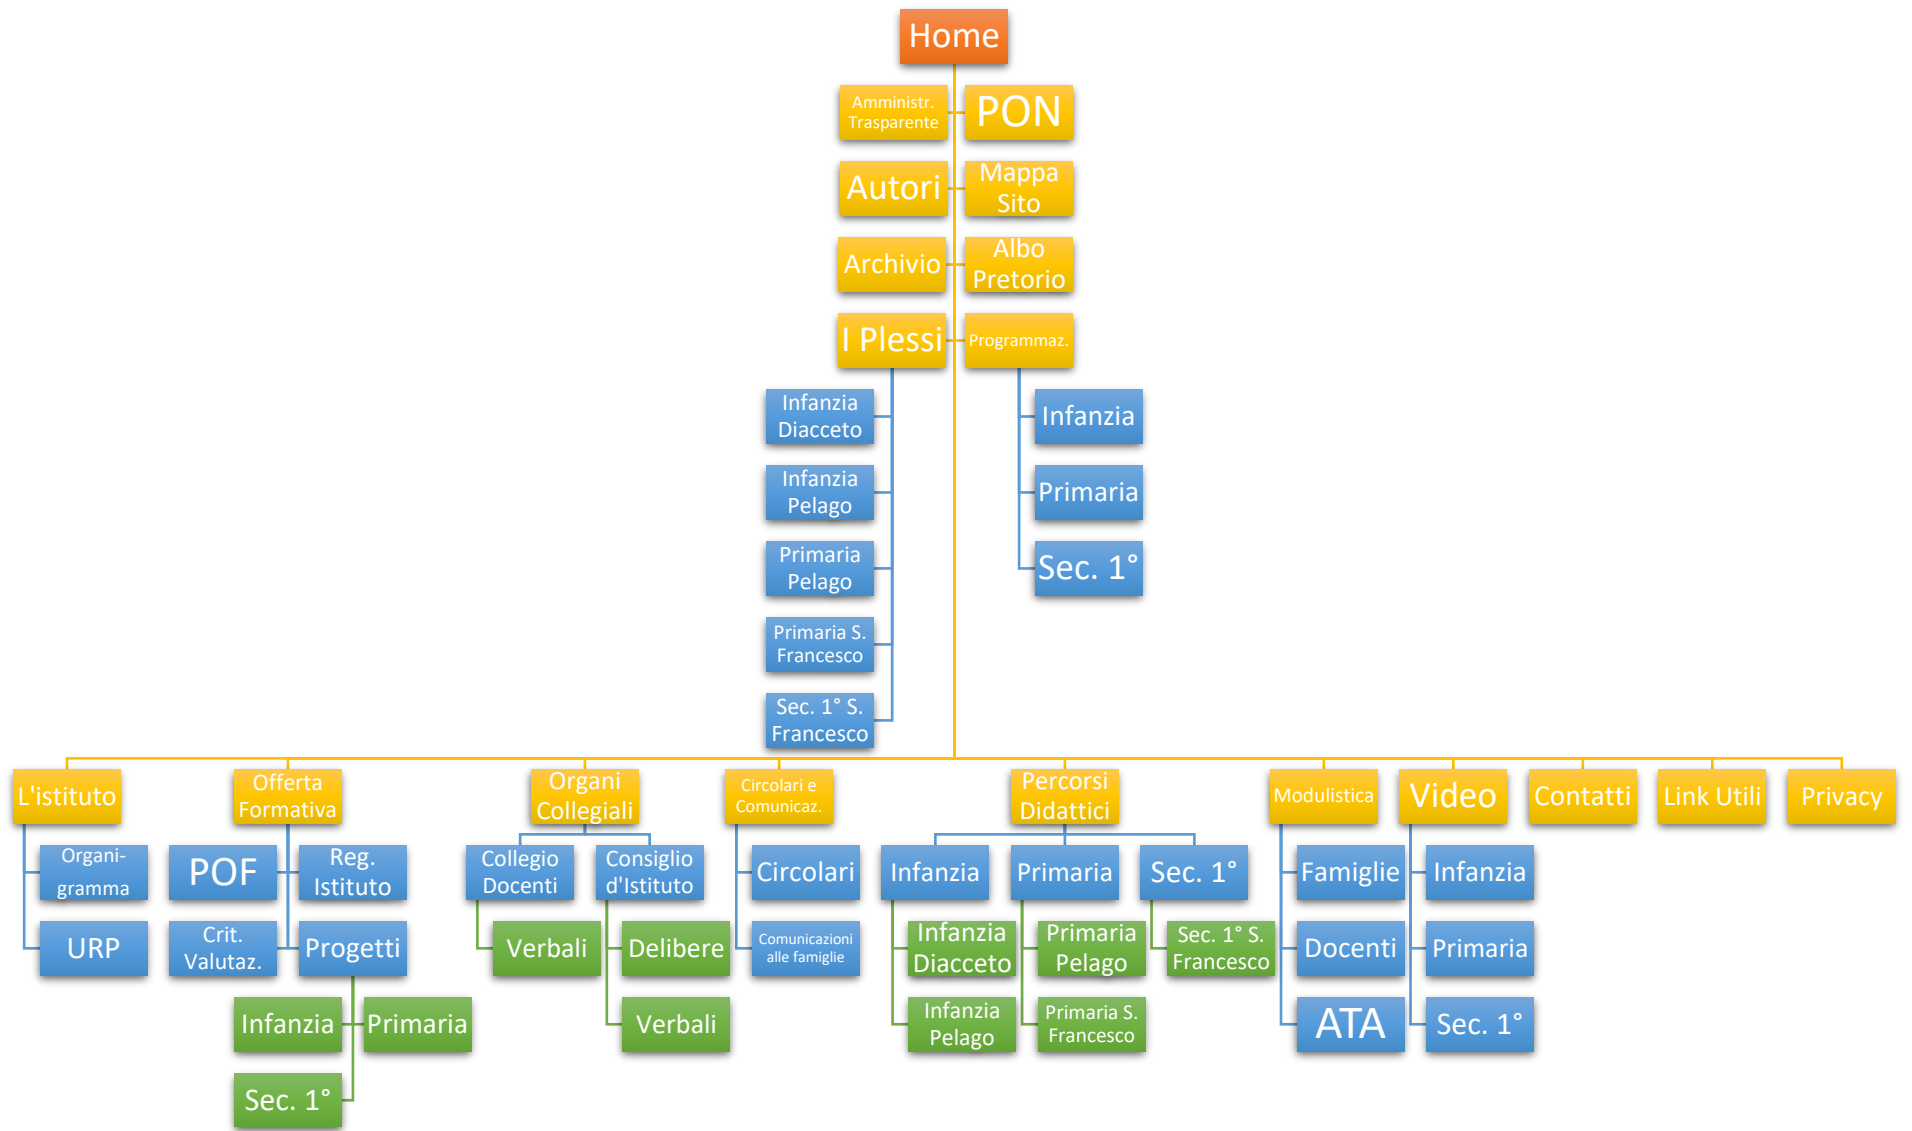 Home
Amministr.
Trasparente
PON
Autori
Mappa
Sito
Archivio
Albo
Pretorio
I Plessi
Programmaz.
Infanzia
Diacceto
Infanzia
Pelago
Primaria
Pelago
Primaria S.
Francesco
Sec. 1° S.
Francesco
Infanzia
Primaria
Sec. 1°
L'istituto
Organi-
gramma
URP
Offerta
Formativa
POF
Reg.
Istituto
Crit.
Valutaz.
Progetti
Infanzia
Primaria
Sec. 1°
Organi
Collegiali
Collegio
Docenti
Verbali
Consiglio
d'Istituto
Delibere
Verbali
Circolari e
Comunicaz.
Circolari
Comunicazioni
alle famiglie
Percorsi
Didattici
Infanzia
Infanzia
Diacceto
Infanzia
Pelago
Primaria
Primaria
Pelago
Primaria S.
Francesco
Sec. 1°
Sec. 1° S.
Francesco
Modulistica
Famiglie
Docenti
ATA
Video
Infanzia
Primaria
Sec. 1°
Contatti
Link Utili
Privacy